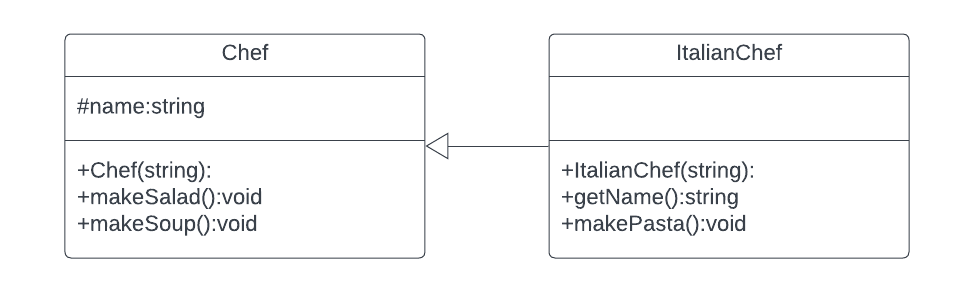 Chef
#name:string
+Chef(string):
+makeSalad():void
+makeSoup():void
ItalianChef
+ItalianChef(string):
+getName():string
+makePasta():void